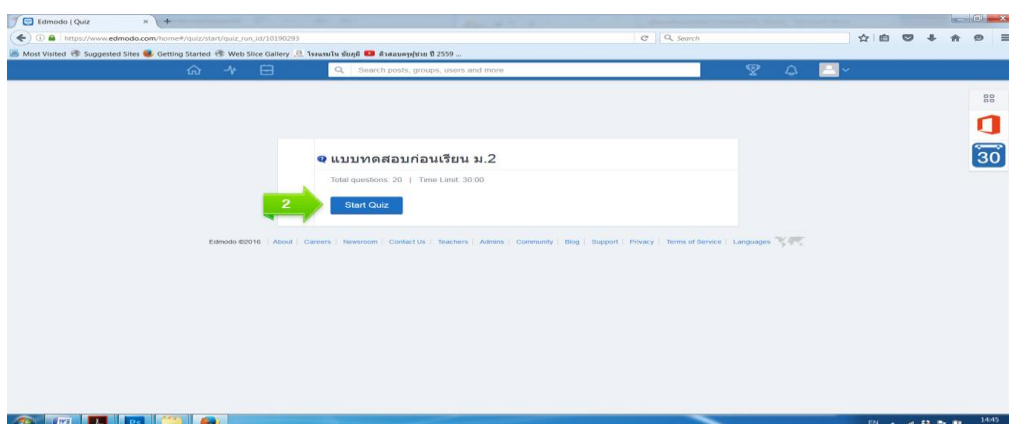 Edmodo | Quiz
https://www.edmodo.com/home#/quiz/start/quiz_run_id/10190293
Search
Most Visited Suggested Sites Getting Started Web Slice Gallery
Search posts, groups, users and more
30
แบบทดสอบก่อนเรียน ม.2
Total questions: 20 | Time Limit: 30:00
2
Start Quiz
Edmodo ©2016 | About | Careers | Newsroom | Contact Us | Teachers | Admins | Community | Blog | Support | Privacy | Terms of Service | Languages
EN 14:45